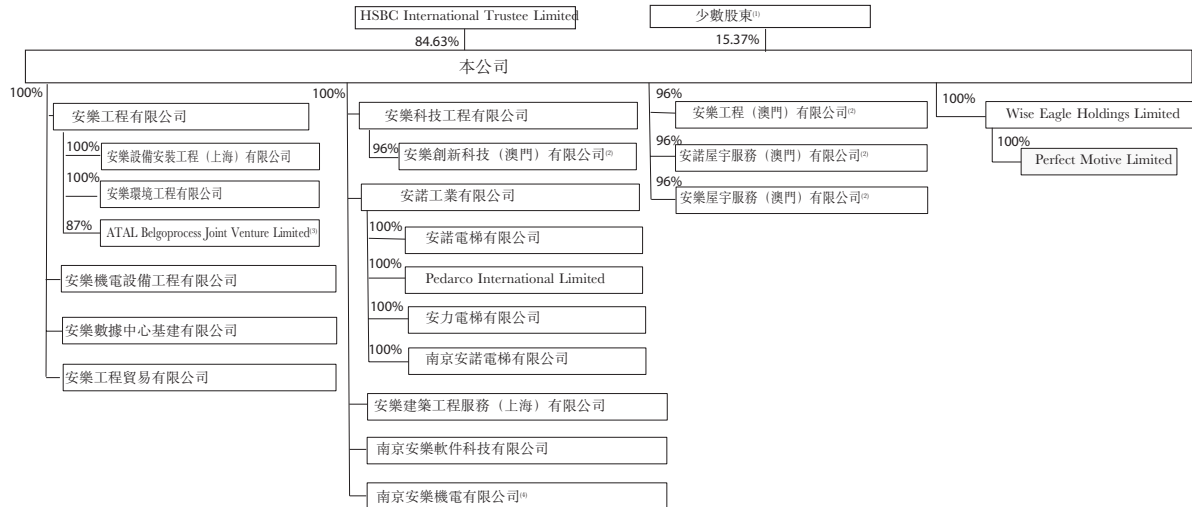 HSBC International Trustee Limited
少數股東(1)
84.63%
15.37%
本公司
100%
安樂工程有限公司
100%
安樂設備安裝工程（上海）有限公司
100%
安樂環境工程有限公司
87%
ATAL Belgoprocess Joint Venture Limited(3)
安樂機電設備工程有限公司
安樂數據中心基建有限公司
安樂工程貿易有限公司
100%
安樂科技工程有限公司
96%
安樂創新科技（澳門）有限公司(2)
安諾工業有限公司
100%
安諾電梯有限公司
100%
Pedarco International Limited
100%
安力電梯有限公司
100%
南京安諾電梯有限公司
安樂建築工程服務（上海）有限公司
南京安樂軟件科技有限公司
南京安樂機電有限公司(4)
96%
安樂工程（澳門）有限公司(2)
96%
安諾屋宇服務（澳門）有限公司(2)
96%
安樂屋宇服務（澳門）有限公司(2)
100%
Wise Eagle Holdings Limited
100%
Perfect Motive Limited